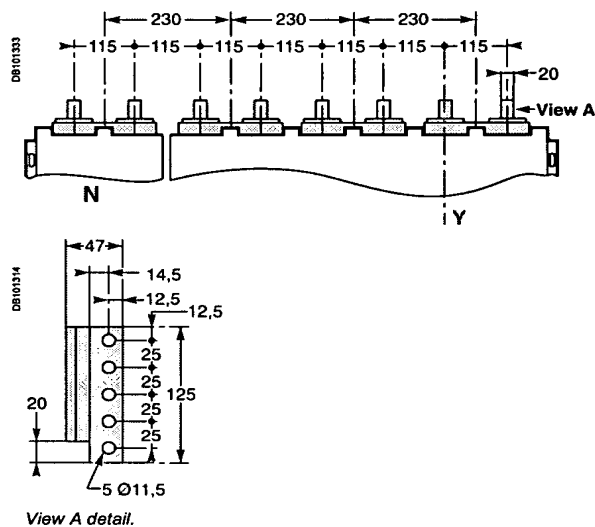 230 230 230
115 115 115 115 115 115 115
DB101333
20
View A
N
Y
DB101314
47
14,5
12,5
12,5
25
25
25
25
125
20
5 Ø11,5
View A detail.